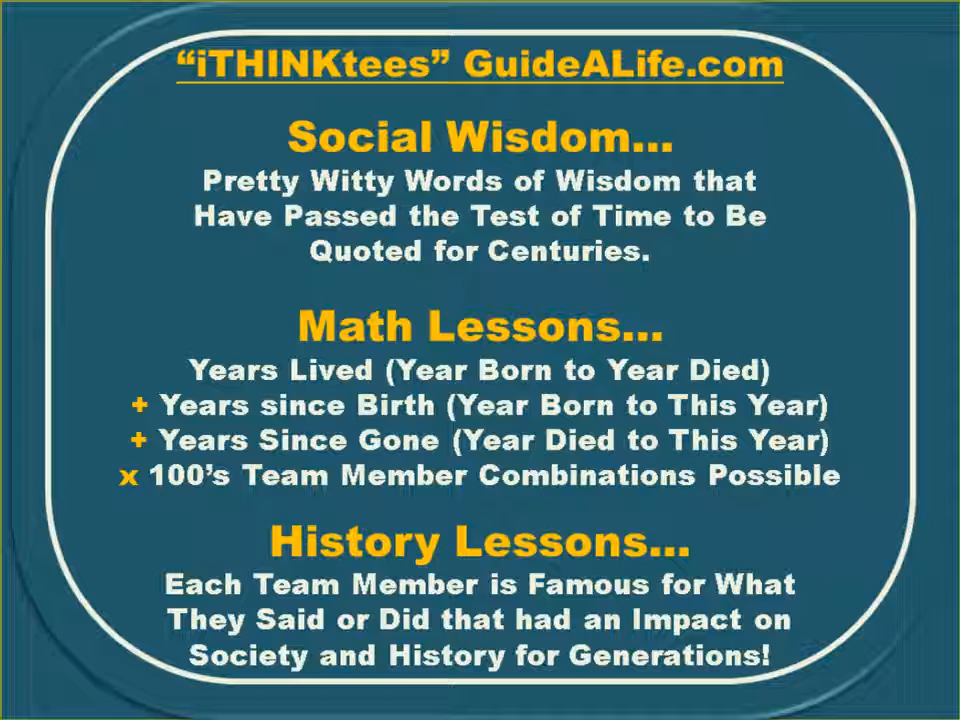 “iTHINKtees” GuideALife.com
Social Wisdom...
Pretty Witty Words of Wisdom that
Have Passed the Test of Time to Be
Quoted for Centuries.
Math Lessons...
Years Lived (Year Born to Year Died)
+ Years since Birth (Year Born to This Year)
+ Years Since Gone (Year Died to This Year)
x 100’s Team Member Combinations Possible
History Lessons...
Each Team Member is Famous for What
They Said or Did that had an Impact on
Society and History for Generations!